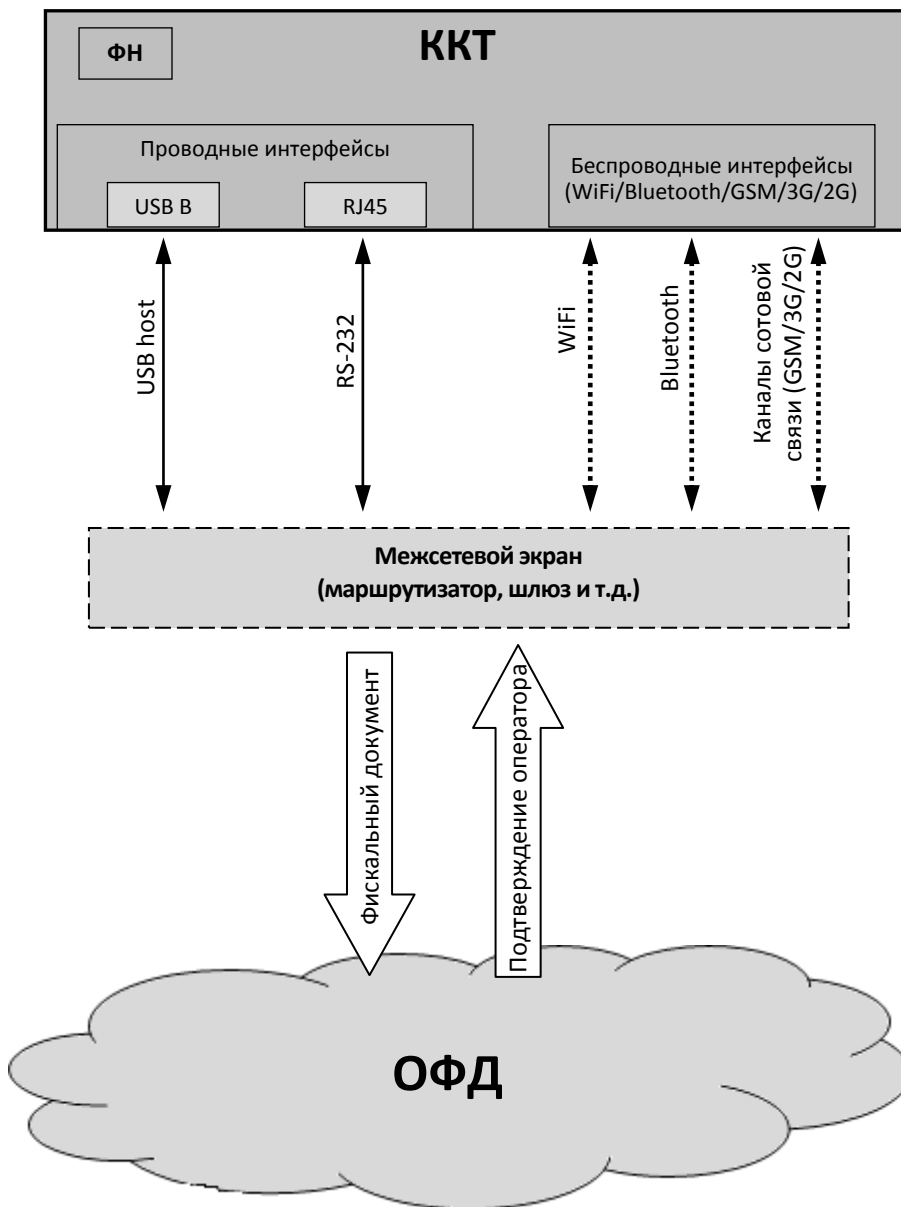 ККТ
ФН
Проводные интерфейсы
USB B
RJ45
Беспроводные интерфейсы
(WiFi/Bluetooth/GSM/3G/2G)
USB host
RS-232
WiFi
Bluetooth
Каналы сотовой
связи (GSM/3G/2G)
Межсетевой экран
(маршрутизатор, шлюз и т.д.)
Фискальный документ
Подтверждение оператора
ОФД